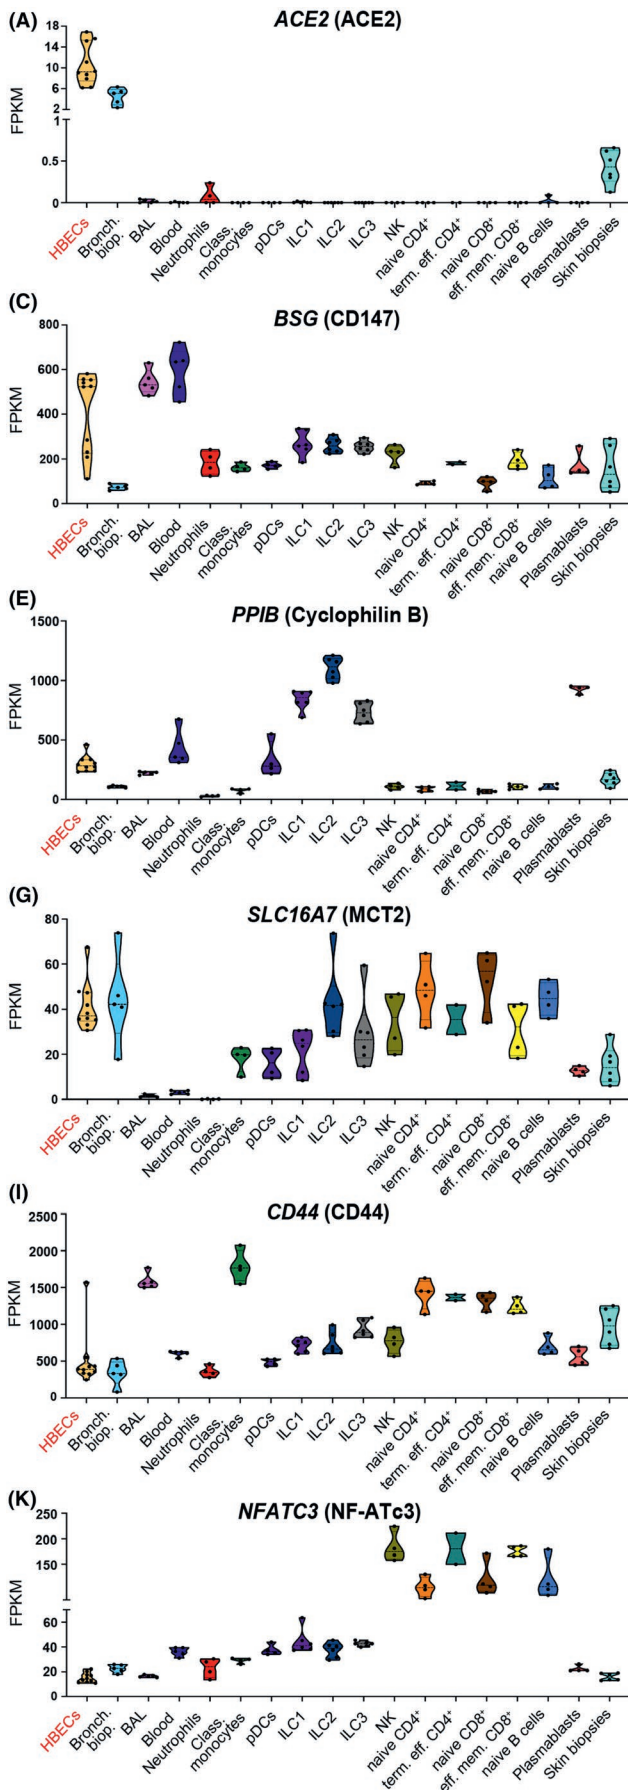 (A)
ACE2 (ACE2)
FPKM
18
14
10
6
2
1
0.5
0
HBECs
Bronch. biop.
BAL
Blood
Neutrophils
Class. monocytes
pDCs
ILC1
ILC2
ILC3
NK
naive CD4+
term. eff. CD4+
naive CD8+
eff. mem. CD8+
naive B cells
Plasmablasts
Skin biopsies
(C)
BSG (CD147)
FPKM
800
600
400
200
0
HBECs
Bronch. biop.
BAL
Blood
Neutrophils
Class. monocytes
pDCs
ILC1
ILC2
ILC3
NK
naive CD4+
term. eff. CD4+
naive CD8+
eff. mem. CD8+
naive B cells
Plasmablasts
Skin biopsies
(E)
PPIB (Cyclophilin B)
FPKM
1500
1000
500
0
HBECs
Bronch. biop.
BAL
Blood
Neutrophils
Class. monocytes
pDCs
ILC1
ILC2
ILC3
NK
naive CD4+
term. eff. CD4+
naive CD8+
eff. mem. CD8+
naive B cells
Plasmablasts
Skin biopsies
(G)
SLC16A7 (MCT2)
FPKM
80
60
40
20
0
HBECs
Bronch. biop.
BAL
Blood
Neutrophils
Class. monocytes
pDCs
ILC1
ILC2
ILC3
NK
naive CD4+
term. eff. CD4+
naive CD8+
eff. mem. CD8+
naive B cells
Plasmablasts
Skin biopsies
(I)
CD44 (CD44)
FPKM
2500
2000
1500
1000
500
0
HBECs
Bronch. biop.
BAL
Blood
Neutrophils
Class. monocytes
pDCs
ILC1
ILC2
ILC3
NK
naive CD4+
term. eff. CD4+
naive CD8+
eff. mem. CD8+
naive B cells
Plasmablasts
Skin biopsies
(K)
NFATC3 (NF-ATc3)
FPKM
250
200
150
60
40
20
0
HBECs
Bronch. biop.
BAL
Blood
Neutrophils
Class. monocytes
pDCs
ILC1
ILC2
ILC3
NK
naive CD4+
term. eff. CD4+
naive CD8+
eff. mem. CD8+
naive B cells
Plasmablasts
Skin biopsies